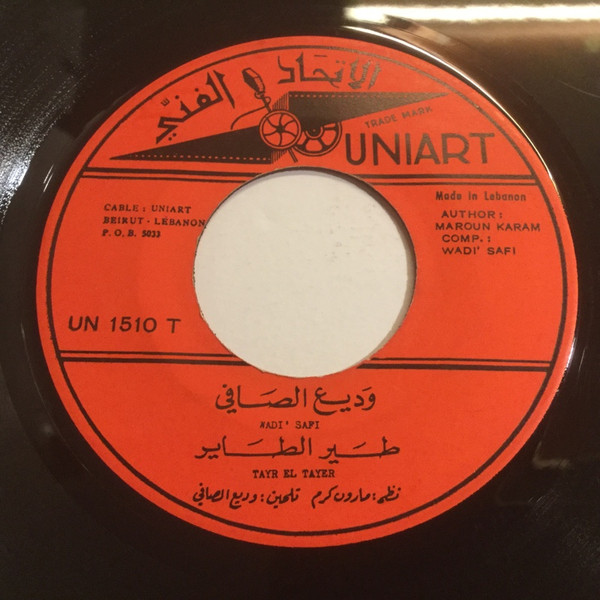 الاتحاد الفني
TRADE MARK
UNIART
CABLE : UNIART
BEIRUT - LEBANON
P. O. B. 5033
Made in Lebanon
AUTHOR:
MAROUN KARAM
COMP.:
WADI' SAFI
UN 1510 T
وديع الصافي
WADI' SAFI
طير الطاير
TAYR EL TAYER
نظم: مارون كرم تلحين: وديع الصافي